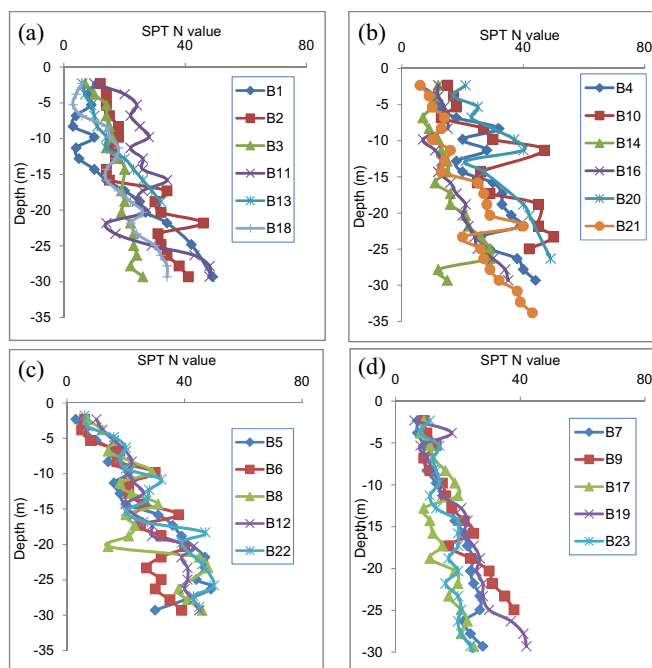 (a)
SPT N value
0 40 80
0
-5
-10
-15
-20
-25
-30
-35
Depth (m)
B1
B2
B3
B11
B13
B18
(b)
SPT N value
0 40 80
0
-5
-10
-15
-20
-25
-30
-35
Depth (m)
B4
B10
B14
B16
B20
B21
(c)
SPT N value
0 40 80
0
-5
-10
-15
-20
-25
-30
-35
Depth (m)
B5
B6
B8
B12
B22
(d)
SPT N value
0 40 80
0
-5
-10
-15
-20
-25
-30
Depth(m)
B7
B9
B17
B19
B23